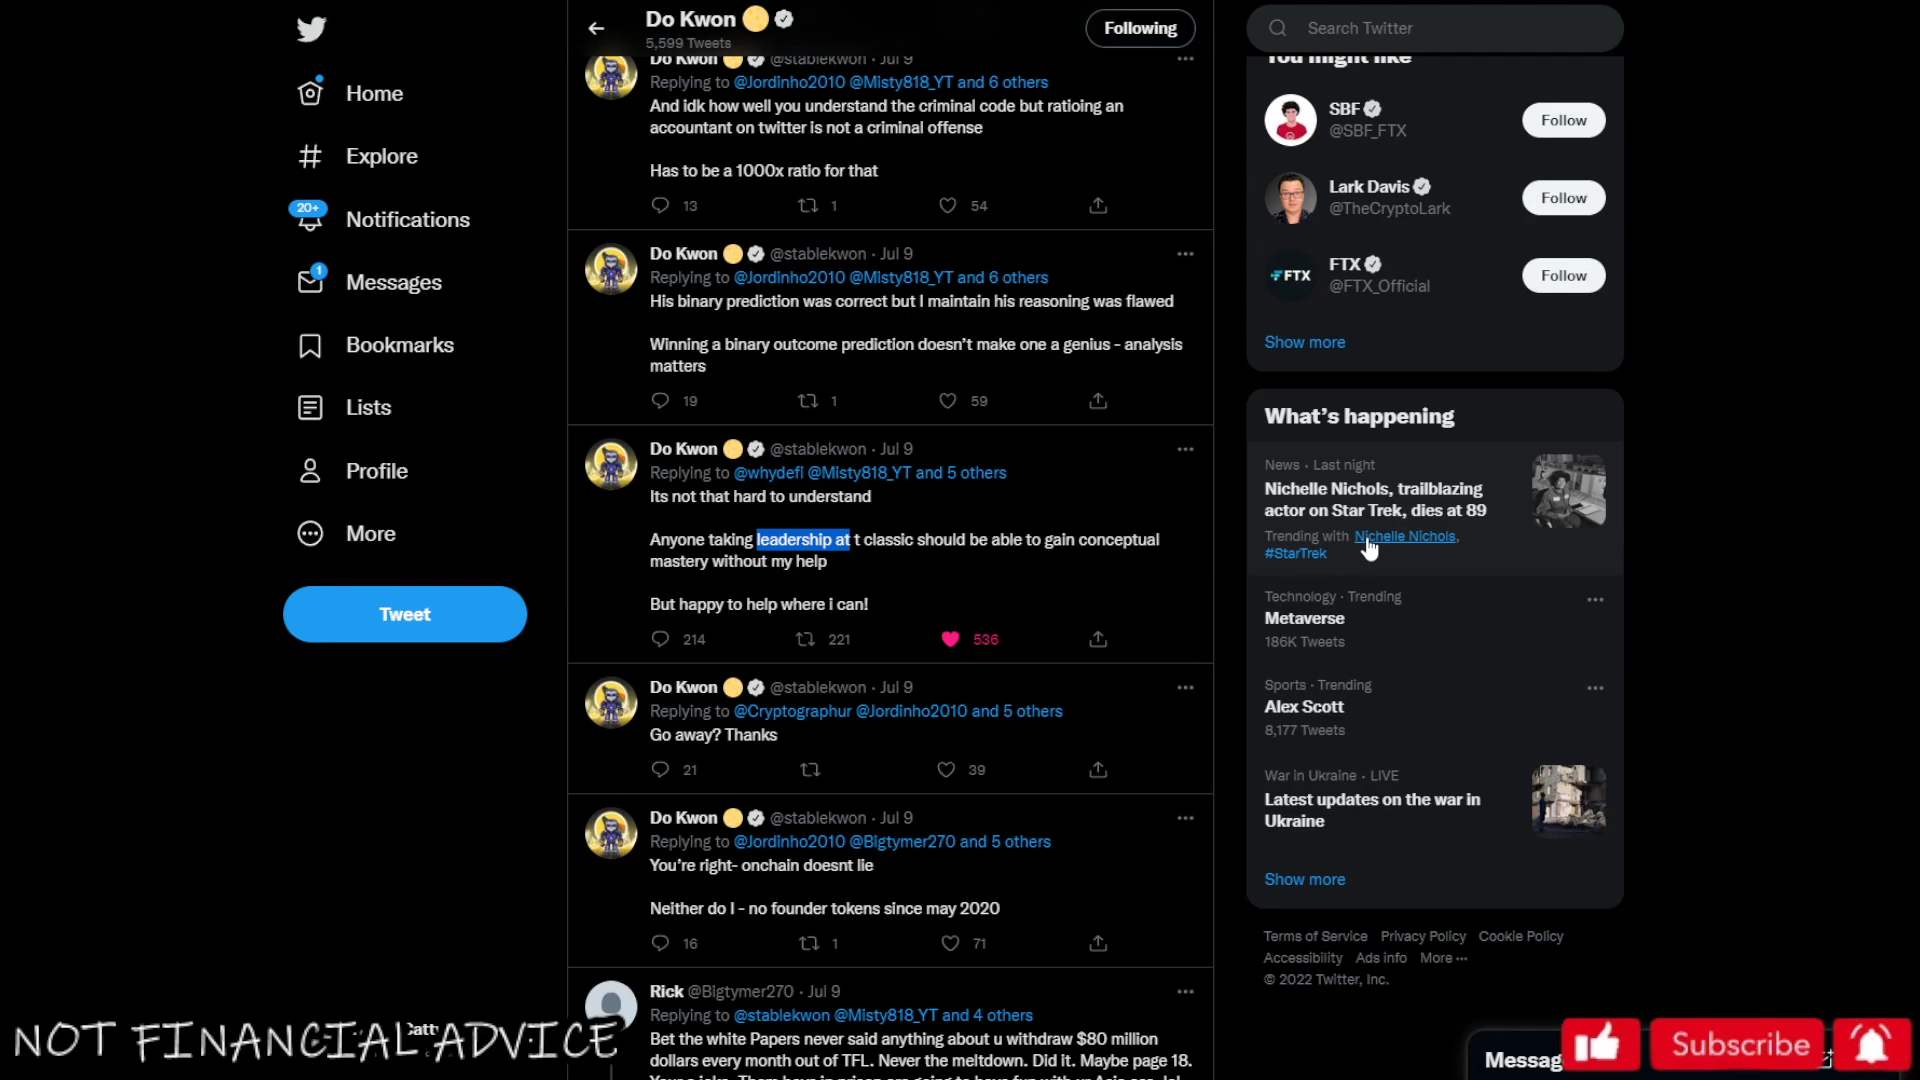 Home
Explore
20+
Notifications
1
Messages
Bookmarks
Lists
Profile
More
Tweet
Do Kwon
5,599 Tweets
Following
Do Kwon @stablekwon · Jul 9
Replying to @Jordinho2010 @Misty818_YT and 6 others
And idk how well you understand the criminal code but ratioing an
accountant on twitter is not a criminal offense
Has to be a 1000x ratio for that
13 1 54
Do Kwon @stablekwon · Jul 9
Replying to @Jordinho2010 @Misty818_YT and 6 others
His binary prediction was correct but I maintain his reasoning was flawed
Winning a binary outcome prediction doesn't make one a genius - analysis
matters
19 1 59
Do Kwon @stablekwon · Jul 9
Replying to @whydefi @Misty818_YT and 5 others
Its not that hard to understand
Anyone taking leadership at t classic should be able to gain conceptual
mastery without my help
But happy to help where i can!
214 221 536
Do Kwon @stablekwon · Jul 9
Replying to @Cryptographur @Jordinho2010 and 5 others
Go away? Thanks
21 39
Do Kwon @stablekwon · Jul 9
Replying to @Jordinho2010 @Bigtymer270 and 5 others
You're right- onchain doesnt lie
Neither do I - no founder tokens since may 2020
16 1 71
Rick @Bigtymer270 · Jul 9
Replying to @stablekwon @Misty818_YT and 4 others
Bet the white Papers never said anything about u withdraw $80 million
dollars every month out of TFL. Never the meltdown. Did it. Maybe page 18.
Search Twitter
You might like
SBF
@SBF_FTX
Follow
Lark Davis
@TheCryptoLark
Follow
FTX
FTX
@FTX_Official
Follow
Show more
What's happening
News · Last night
Nichelle Nichols, trailblazing
actor on Star Trek, dies at 89
Trending with Nichelle Nichols,
#StarTrek
Technology · Trending
Metaverse
186K Tweets
Sports · Trending
Alex Scott
8,177 Tweets
War in Ukraine · LIVE
Latest updates on the war in
Ukraine
Show more
Terms of Service Privacy Policy Cookie Policy
Accessibility Ads info More ···
© 2022 Twitter, Inc.
NOT FINANCIAL ADVICE
Subscribe